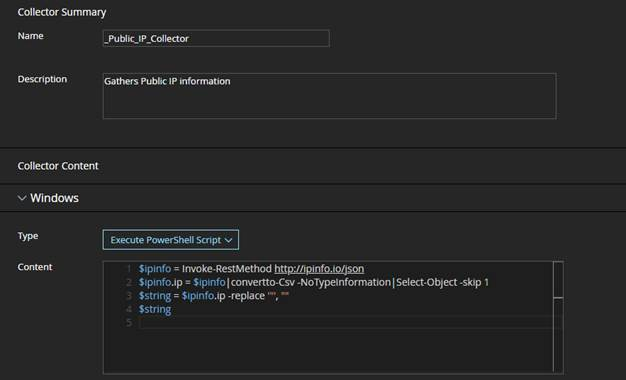 Collector Summary
Name
_Public_IP_Collector
Description
Gathers Public IP information
Collector Content
Windows
Type
Execute PowerShell Script
Content
1 $ipinfo = Invoke-RestMethod http://ipinfo.io/json
2 $ipinfo.ip = $ipinfo|convertto-Csv -NoTypeInformation|Select-Object -skip 1
3 $string = $ipinfo.ip -replace '"', ""
4 $string
5